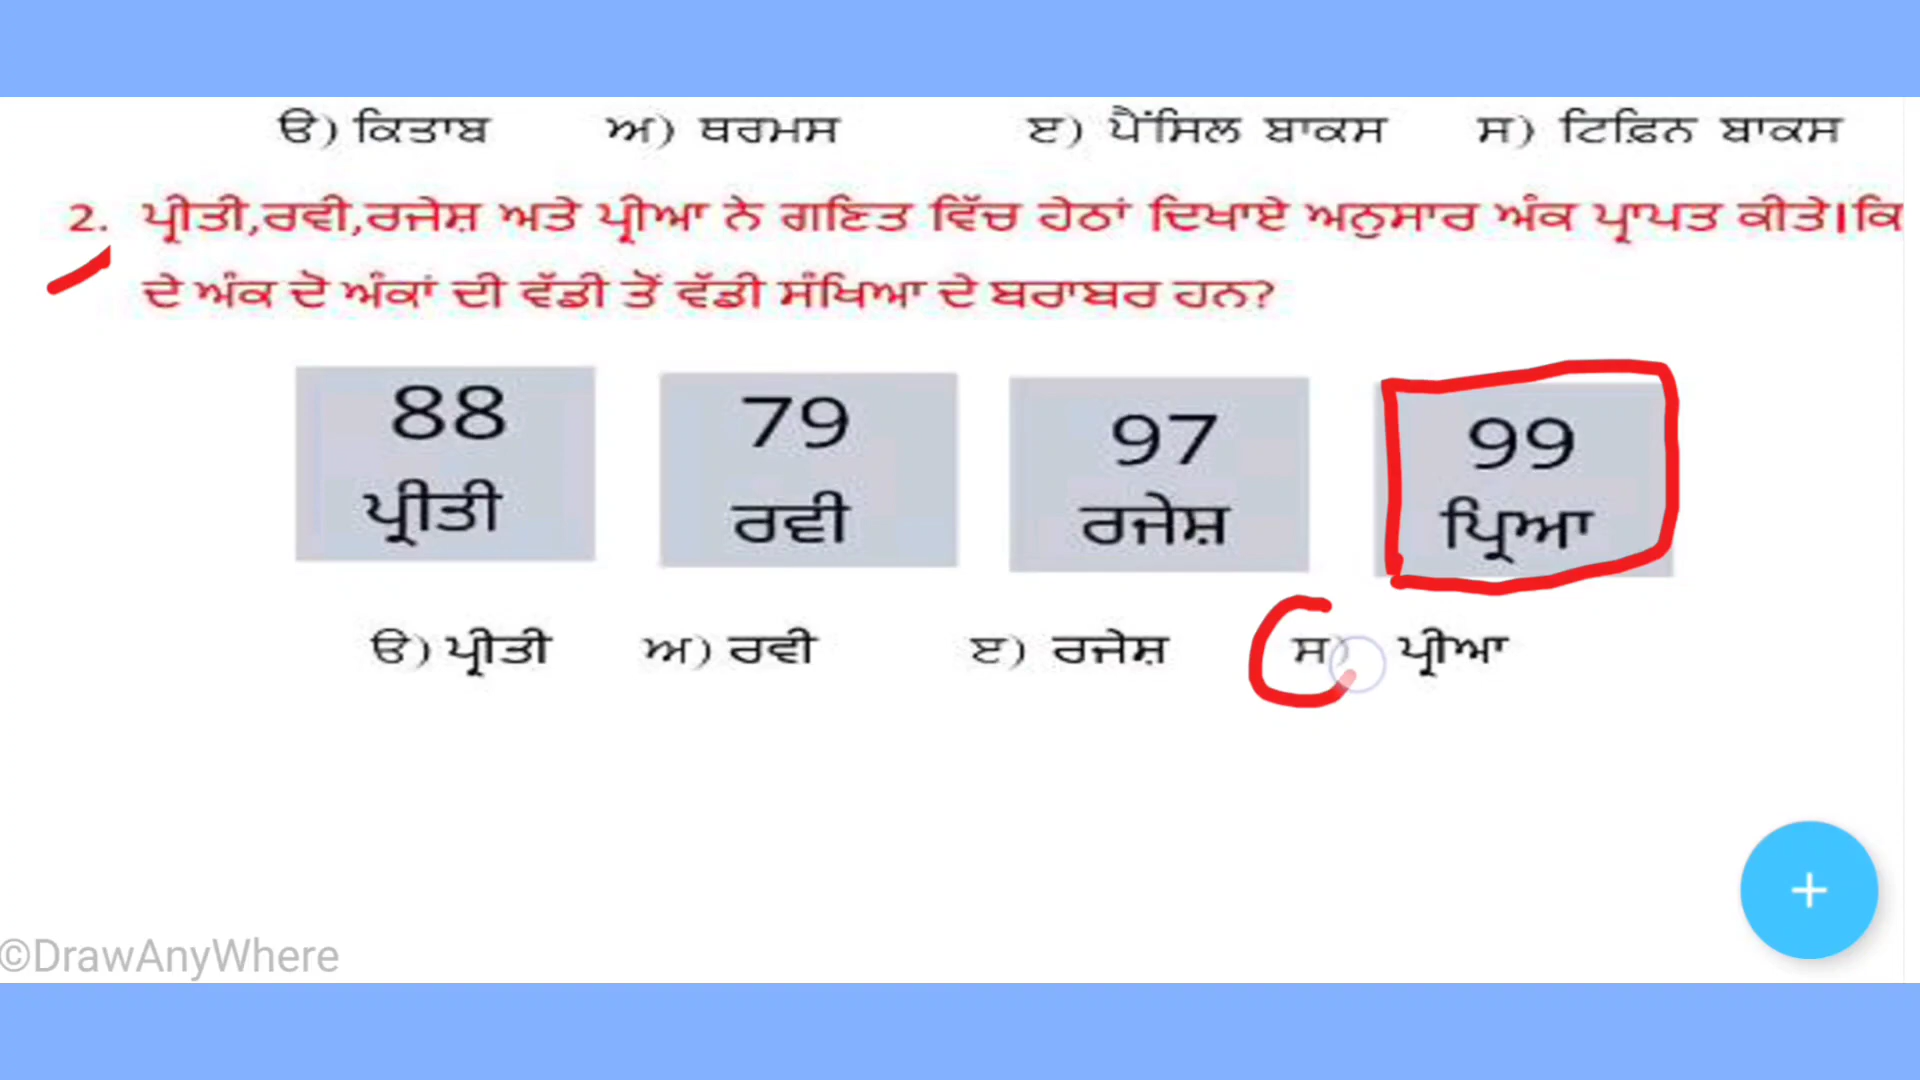 ੳ) ਕਿਤਾਬ ਅ) ਥਰਮਸ ੲ) ਪੈਂਸਿਲ ਬਾਕਸ ਸ) ਟਿਫ਼ਿਨ ਬਾਕਸ
2. ਪ੍ਰੀਤੀ,ਰਵੀ,ਰਜੇਸ਼ ਅਤੇ ਪ੍ਰੀਆ ਨੇ ਗਣਿਤ ਵਿੱਚ ਹੇਠਾਂ ਦਿਖਾਏ ਅਨੁਸਾਰ ਅੰਕ ਪ੍ਰਾਪਤ ਕੀਤੇ।ਕਿ
ਦੇ ਅੰਕ ਦੋ ਅੰਕਾਂ ਦੀ ਵੱਡੀ ਤੋਂ ਵੱਡੀ ਸੰਖਿਆ ਦੇ ਬਰਾਬਰ ਹਨ?
88 79 97 99
ਪ੍ਰੀਤੀ ਰਵੀ ਰਜੇਸ਼ ਪ੍ਰਿਆ
ੳ) ਪ੍ਰੀਤੀ ਅ) ਰਵੀ ੲ) ਰਜੇਸ਼ ਸ) ਪ੍ਰੀਆ
©DrawAnyWhere